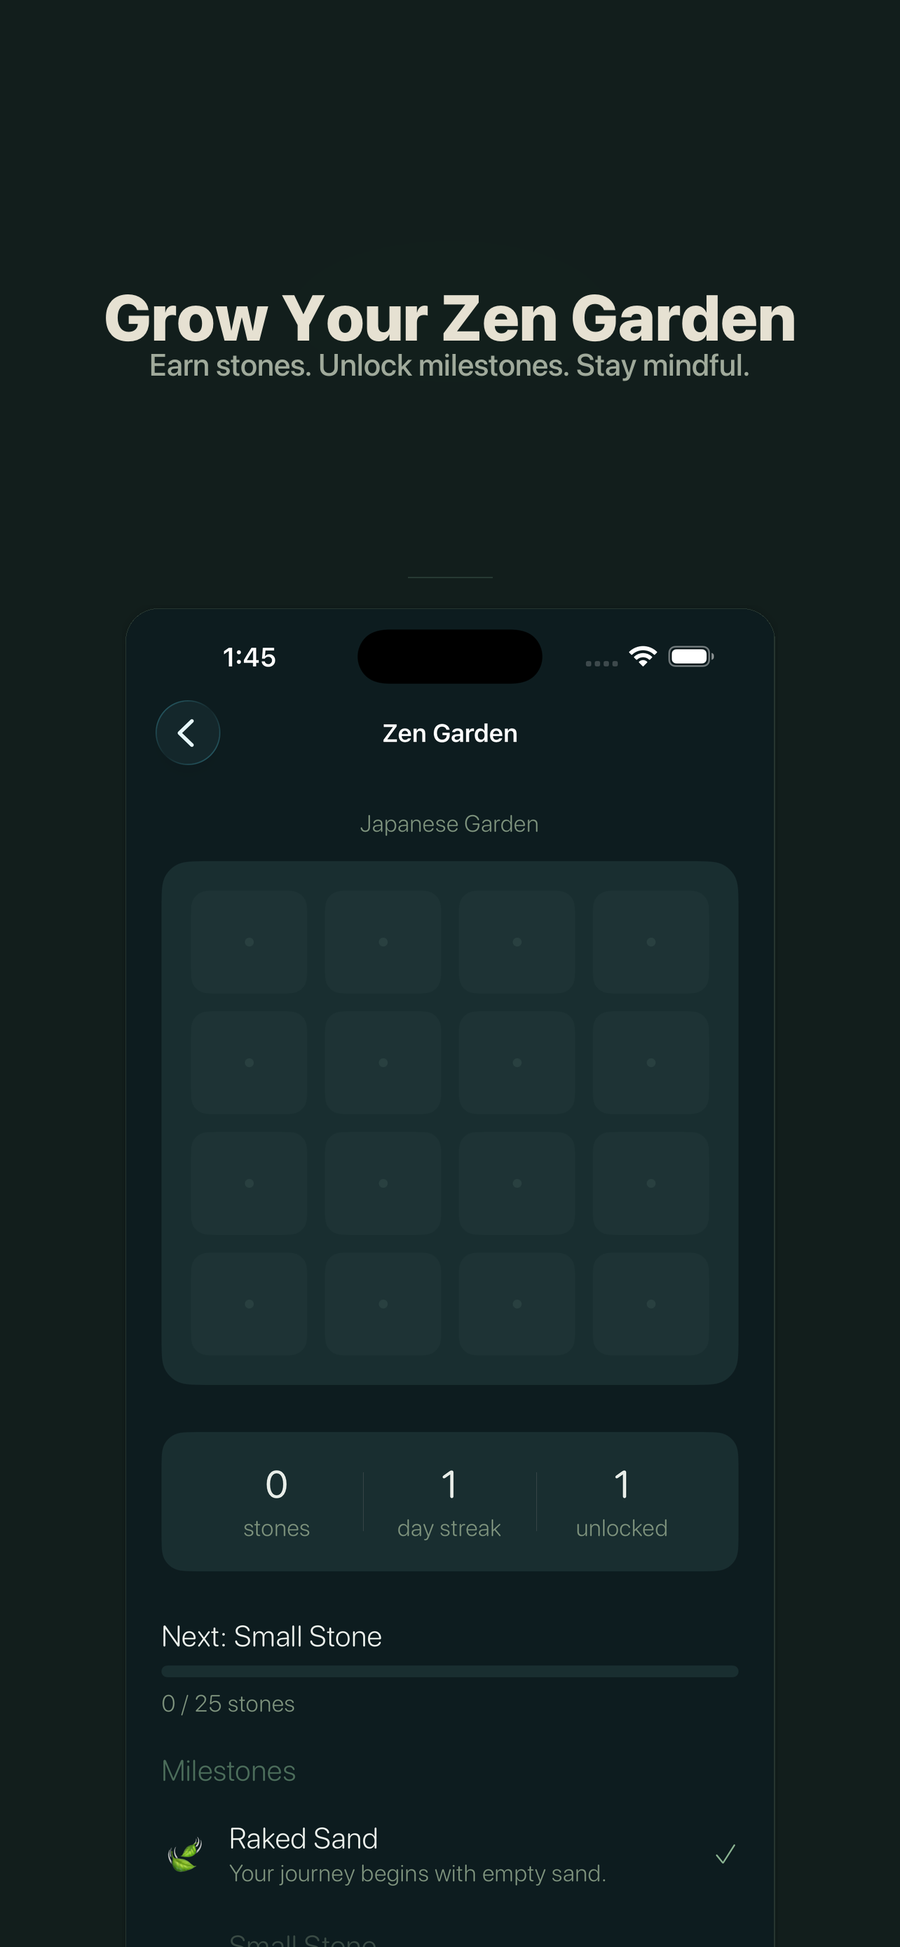 Grow Your Zen Garden
Earn stones. Unlock milestones. Stay mindful.
1:45
Zen Garden
Japanese Garden
0
stones
1
day streak
1
unlocked
Next: Small Stone
0 / 25 stones
Milestones
Raked Sand
Your journey begins with empty sand.
Small Stone